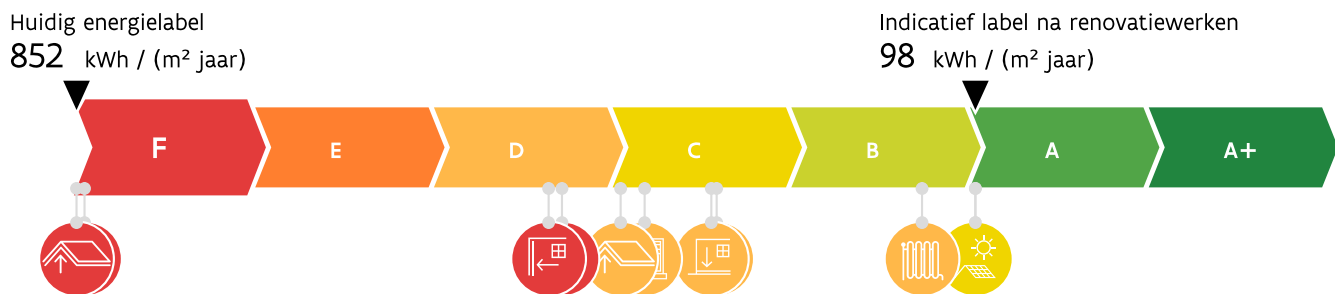 Huidig energielabel
852 kWh / (m² jaar)
Indicatief label na renovatiewerken
98 kWh / (m² jaar)
F E D C B A A+